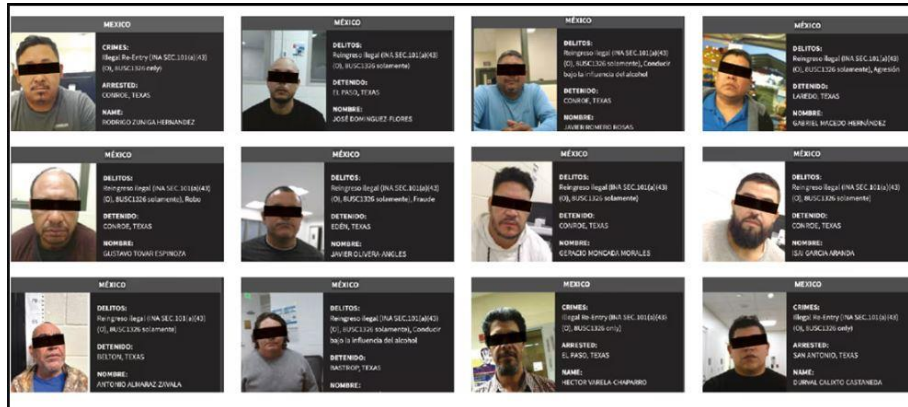 MÉXICO
CRIMES:
Illegal Re-Entry (INA SEC.101(a)(43)
(O), 8USC1326 only)
ARRESTED:
CONROE, TEXAS
NAME:
RODRIGO ZUNIGA HERNANDEZ
MÉXICO
DELITOS:
Reingreso ilegal (INA SEC.101(a)(43)
(O), 8USC1326 solamente)
DETENIDO:
EL PASO, TEXAS
NOMBRE:
JOSÉ DOMINGUEZ-FLORES
MÉXICO
DELITOS:
Reingreso ilegal (INA SEC.101(a)(43)
(O), 8USC1326 solamente), Conducir
bajo la influencia del alcohol
DETENIDO:
CONROE, TEXAS
NOMBRE:
JAVIER ROMERO ROSAS
MÉXICO
DELITOS:
Reingreso ilegal (INA SEC.101(a)(43)
(O), 8USC1326 solamente), Agresión
DETENIDO:
LAREDO, TEXAS
NOMBRE:
GABRIEL MACEDO-HERNÁNDEZ
MÉXICO
DELITOS:
Reingreso ilegal (INA SEC.101(a)(43)
(O), 8USC1326 solamente), Robo
DETENIDO:
CONROE, TEXAS
NOMBRE:
GUSTAVO TOVAR ESPINOZA
MÉXICO
DELITOS:
Reingreso ilegal (INA SEC.101(a)(43)
(O), 8USC1326 solamente), Fraude
DETENIDO:
EDÉN, TEXAS
NOMBRE:
JAVIER OLIVERA-ANGLES
MÉXICO
DELITOS:
Reingreso ilegal (INA SEC.101(a)(43)
(O), 8USC1326 solamente)
DETENIDO:
CONROE, TEXAS
NOMBRE:
GERACIO MONCADA MORALES
MÉXICO
DELITOS:
Reingreso ilegal (INA SEC.101(a)(43)
(O), 8USC1326 solamente)
DETENIDO:
CONROE, TEXAS
NOMBRE:
ISAI GARCIA ARANDA
MÉXICO
DELITOS:
Reingreso ilegal (INA SEC.101(a)(43)
(O), 8USC1326 solamente)
DETENIDO:
BELTON, TEXAS
NOMBRE:
ANTONIO ALMARAZ-ZAVALA
MÉXICO
DELITOS:
Reingreso ilegal (INA SEC.101(a)(43)
(O), 8USC1326 solamente), Conducir
bajo la influencia del alcohol
DETENIDO:
BASTROP, TEXAS
NOMBRE:
MEXICO
CRIMES:
Illegal Re-Entry (INA SEC.101(a)(43)
(O), 8USC1326 only)
ARRESTED:
EL PASO, TEXAS
NAME:
HECTOR VARELA-CHAPARRO
MEXICO
CRIMES:
Illegal Re-Entry (INA SEC.101(a)(43)
(O), 8USC1326 only)
ARRESTED:
SAN ANTONIO, TEXAS
NAME:
DURVAL CALIXTO CASTANEDA